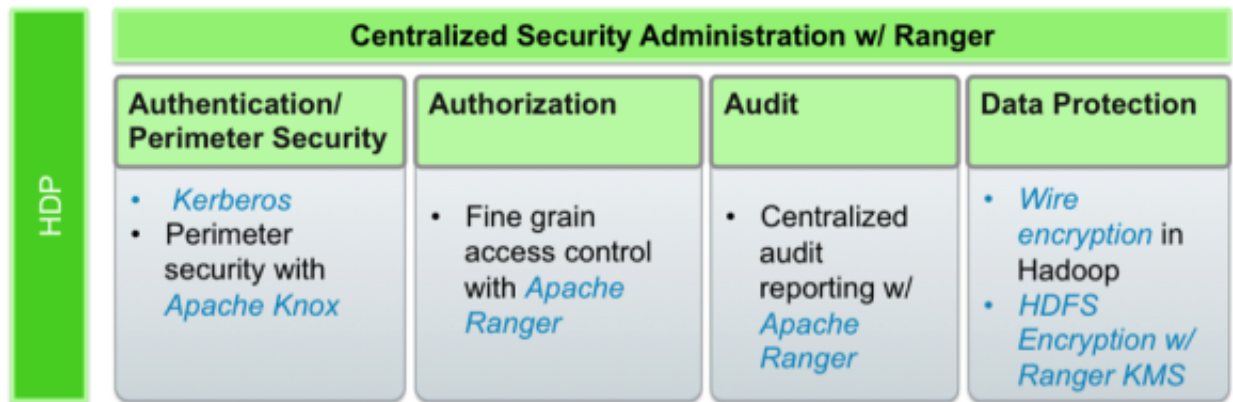 HDP
Centralized Security Administration w/ Ranger
Authentication/
Perimeter Security
• Kerberos
• Perimeter
security with
Apache Knox
Authorization
• Fine grain
access control
with Apache
Ranger
Audit
• Centralized
audit
reporting w/
Apache
Ranger
Data Protection
• Wire
encryption in
Hadoop
• HDFS
Encryption w/
Ranger KMS